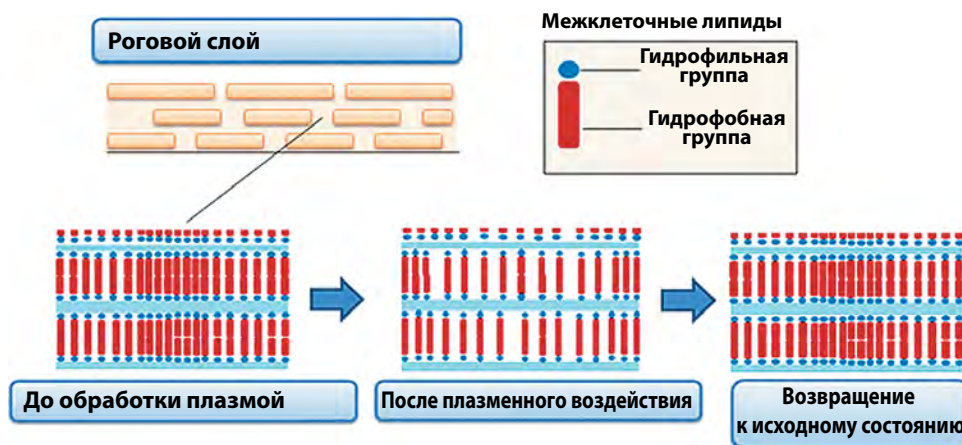 Роговой слой
Межклеточные липиды
Гидрофильная
группа
Гидрофобная
группа
До обработки плазмой
После плазменного воздействия
Возвращение
к исходному состоянию